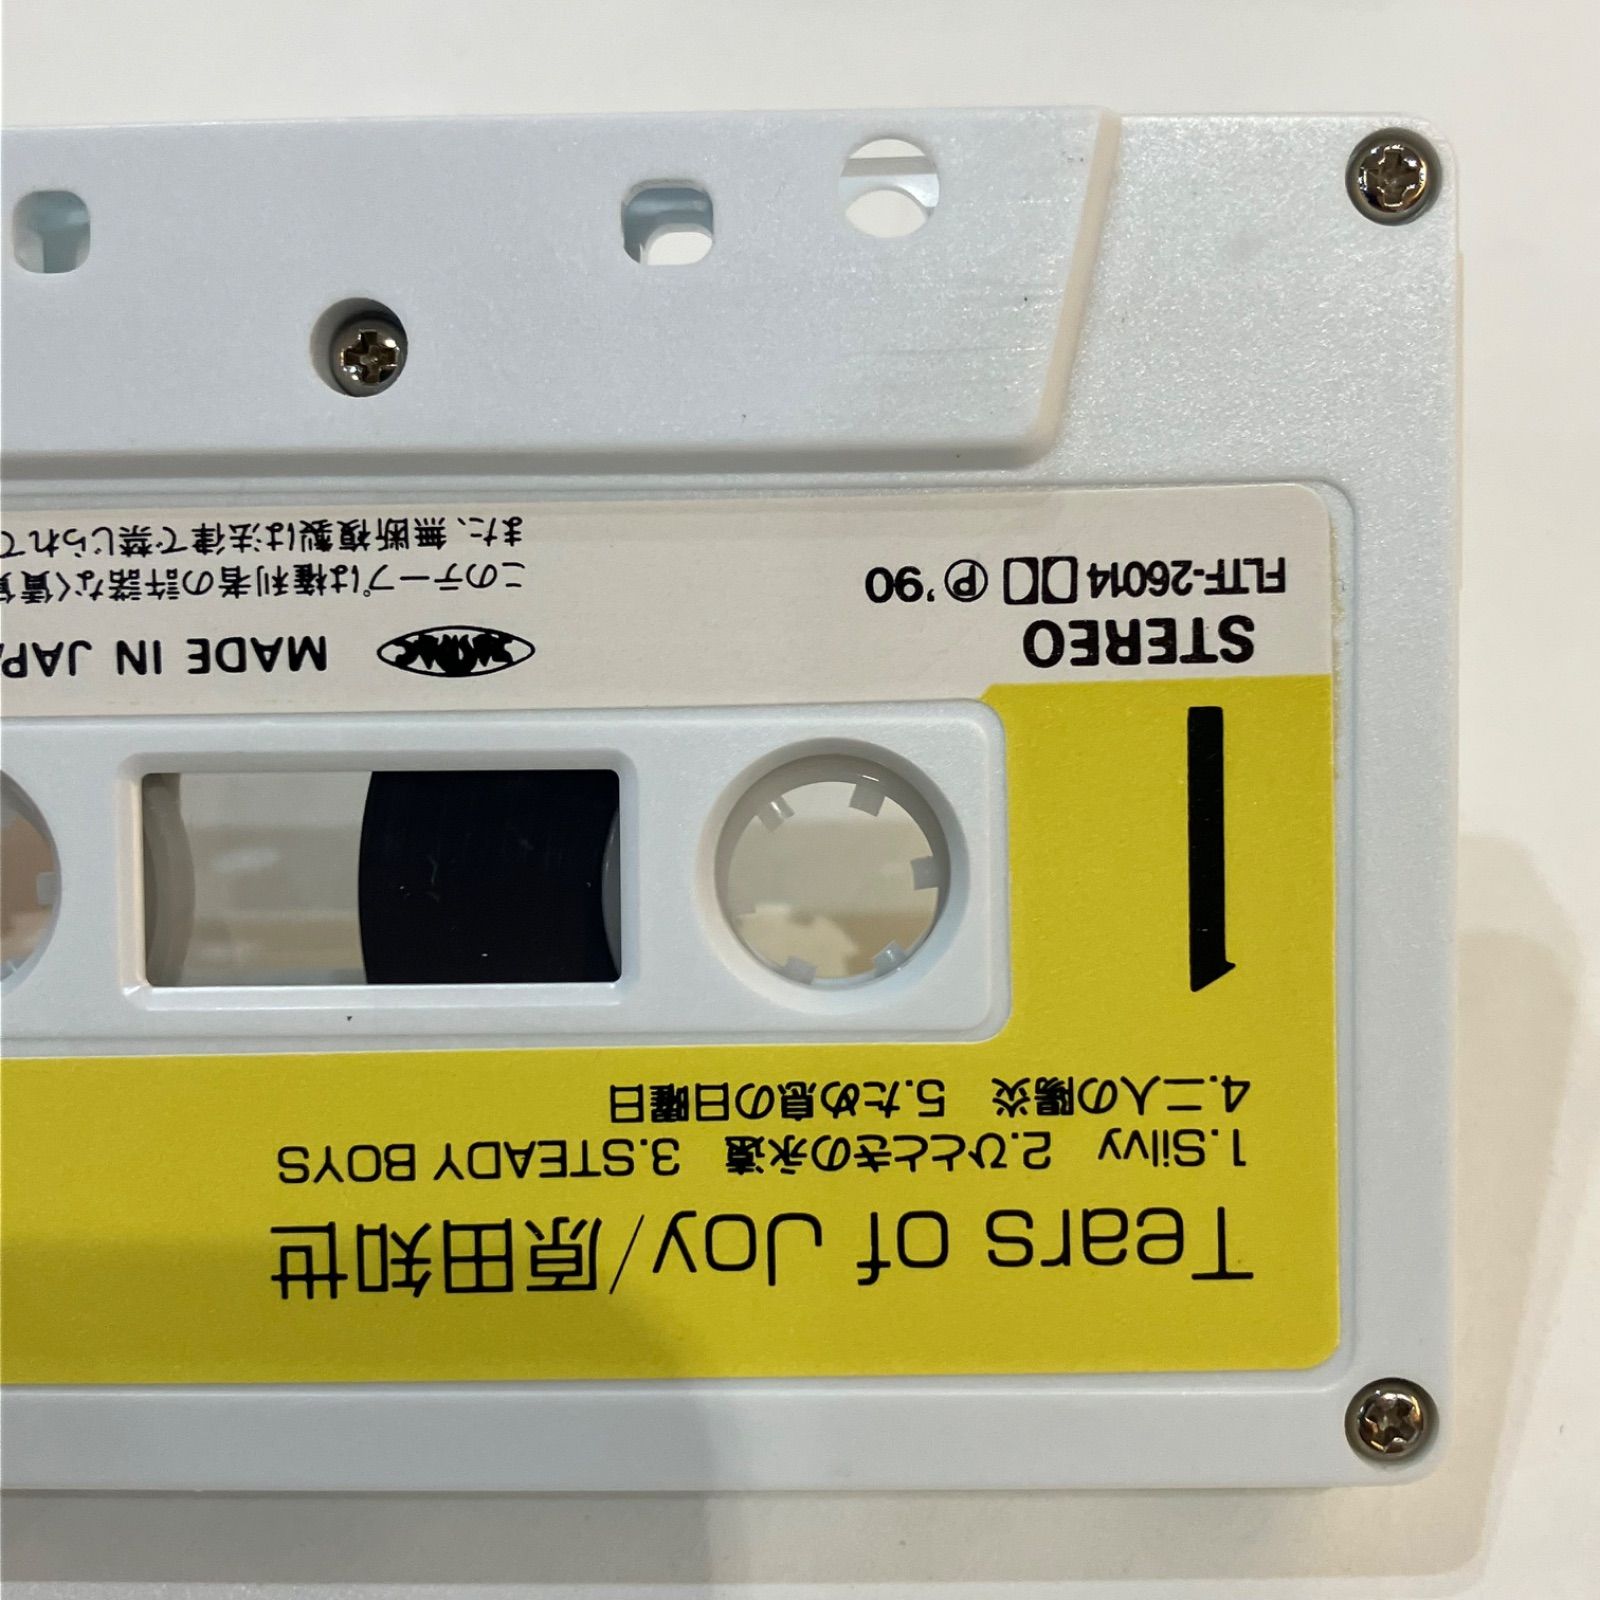 Tears of Joy/原田知世
1.Silvy 2.ひとときの永遠 3.STEADY BOYS
4.二人の陽炎 5.ため息の日曜日
1
STEREO
FLTF-26014 Ⓟ'90
MADE IN JAPA
このテープは権利者の許諾なく賃貸
また、無断複製は法律で禁じられて